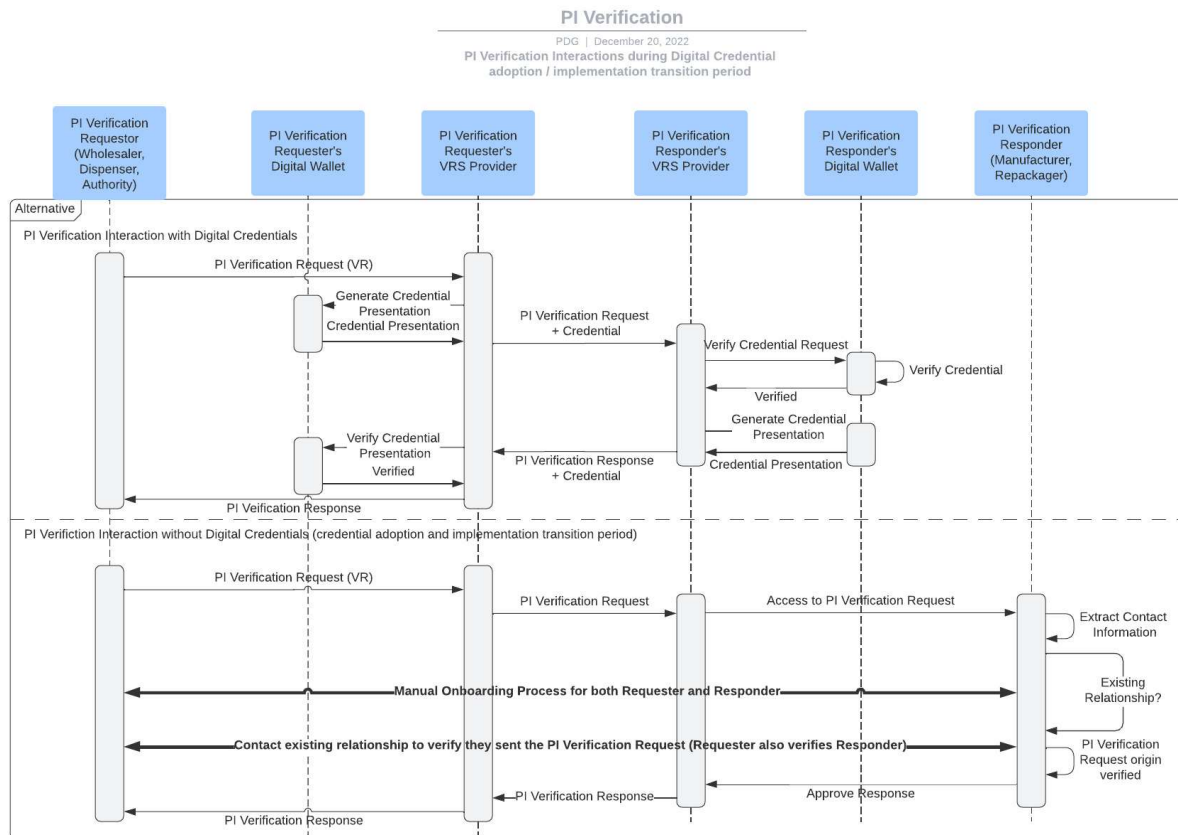 PI Verification
PDG | December 20, 2022
PI Verification Interactions during Digital Credential
adoption / implementation transition period
PI Verification
Requestor
(Wholesaler,
Dispenser,
Authority)
PI Verification
Requester's
Digital Wallet
PI Verification
Requester's
VRS Provider
PI Verification
Responder's
VRS Provider
PI Verification
Responder's
Digital Wallet
PI Verification
Responder
(Manufacturer,
Repackager)
Alternative
PI Verification Interaction with Digital Credentials
PI Verification Request (VR)
Generate Credential
Presentation
Credential Presentation
PI Verification Request
+ Credential
Verify Credential Request
Verify Credential
Verified
Generate Credential
Presentation
Credential Presentation
Verify Credential
Presentation
Verified
PI Verification Response
+ Credential
PI Veification Response
PI Verifiction Interaction without Digital Credentials (credential adoption and implementation transition period)
PI Verification Request (VR)
PI Verification Request
Access to PI Verification Request
Extract Contact
Information
Existing
Relationship?
Manual Onboarding Process for both Requester and Responder
Contact existing relationship to verify they sent the PI Verification Request (Requester also verifies Responder)
PI Verification
Request origin
verified
Approve Response
PI Verification Response
PI Verification Response